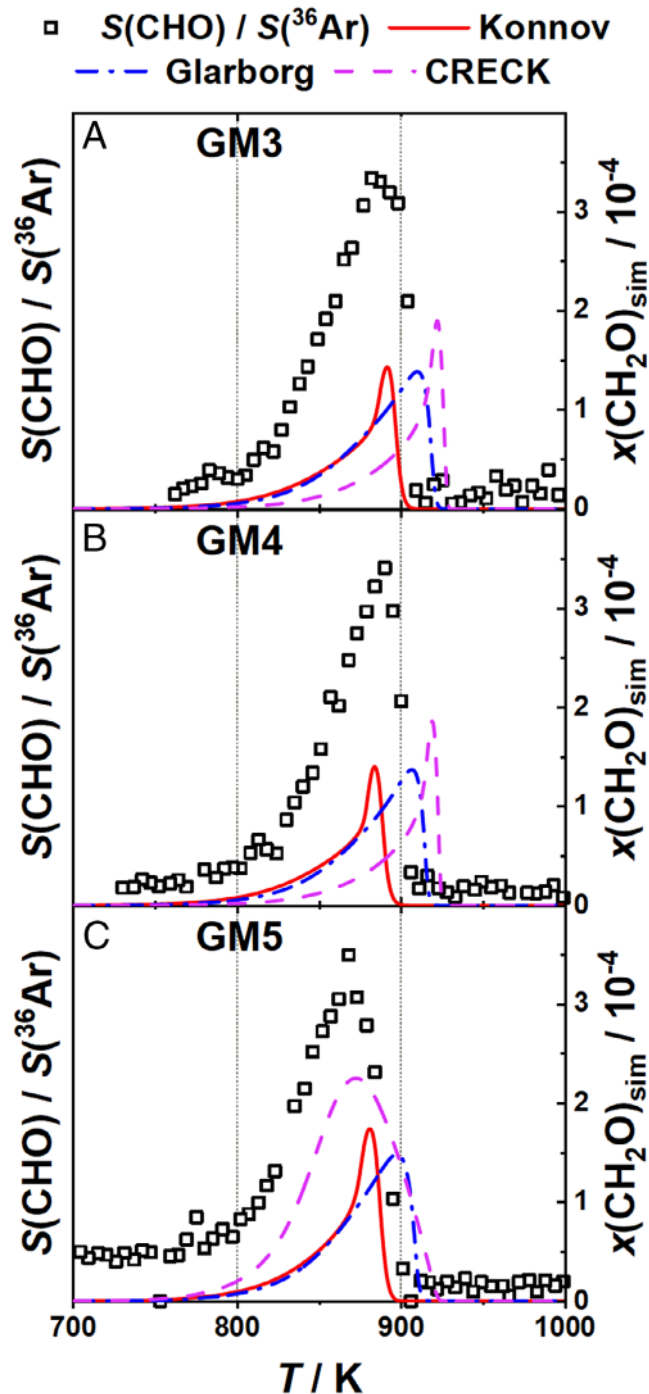 S(CHO) / S(³⁶Ar) Konnov
Glarborg CRECK
A GM3
S(CHO) / S(³⁶Ar)
3
2
1
0
x(CH₂O)sim / 10⁻⁴
B GM4
S(CHO) / S(³⁶Ar)
3
2
1
0
x(CH₂O)sim / 10⁻⁴
C GM5
S(CHO) / S(³⁶Ar)
3
2
1
0
x(CH₂O)sim / 10⁻⁴
700 800 900 1000
T / K